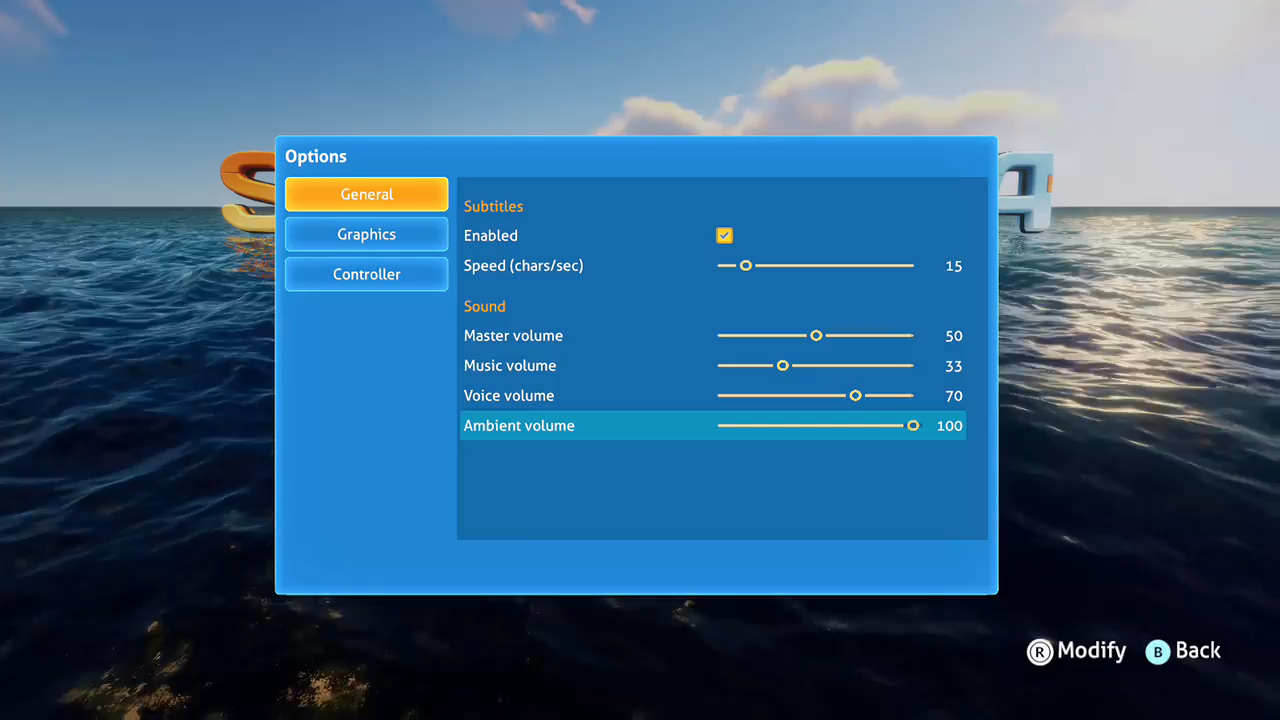 Options
General
Graphics
Controller
Subtitles
Enabled
Speed (chars/sec) 15
Sound
Master volume 50
Music volume 33
Voice volume 70
Ambient volume 100
R Modify B Back